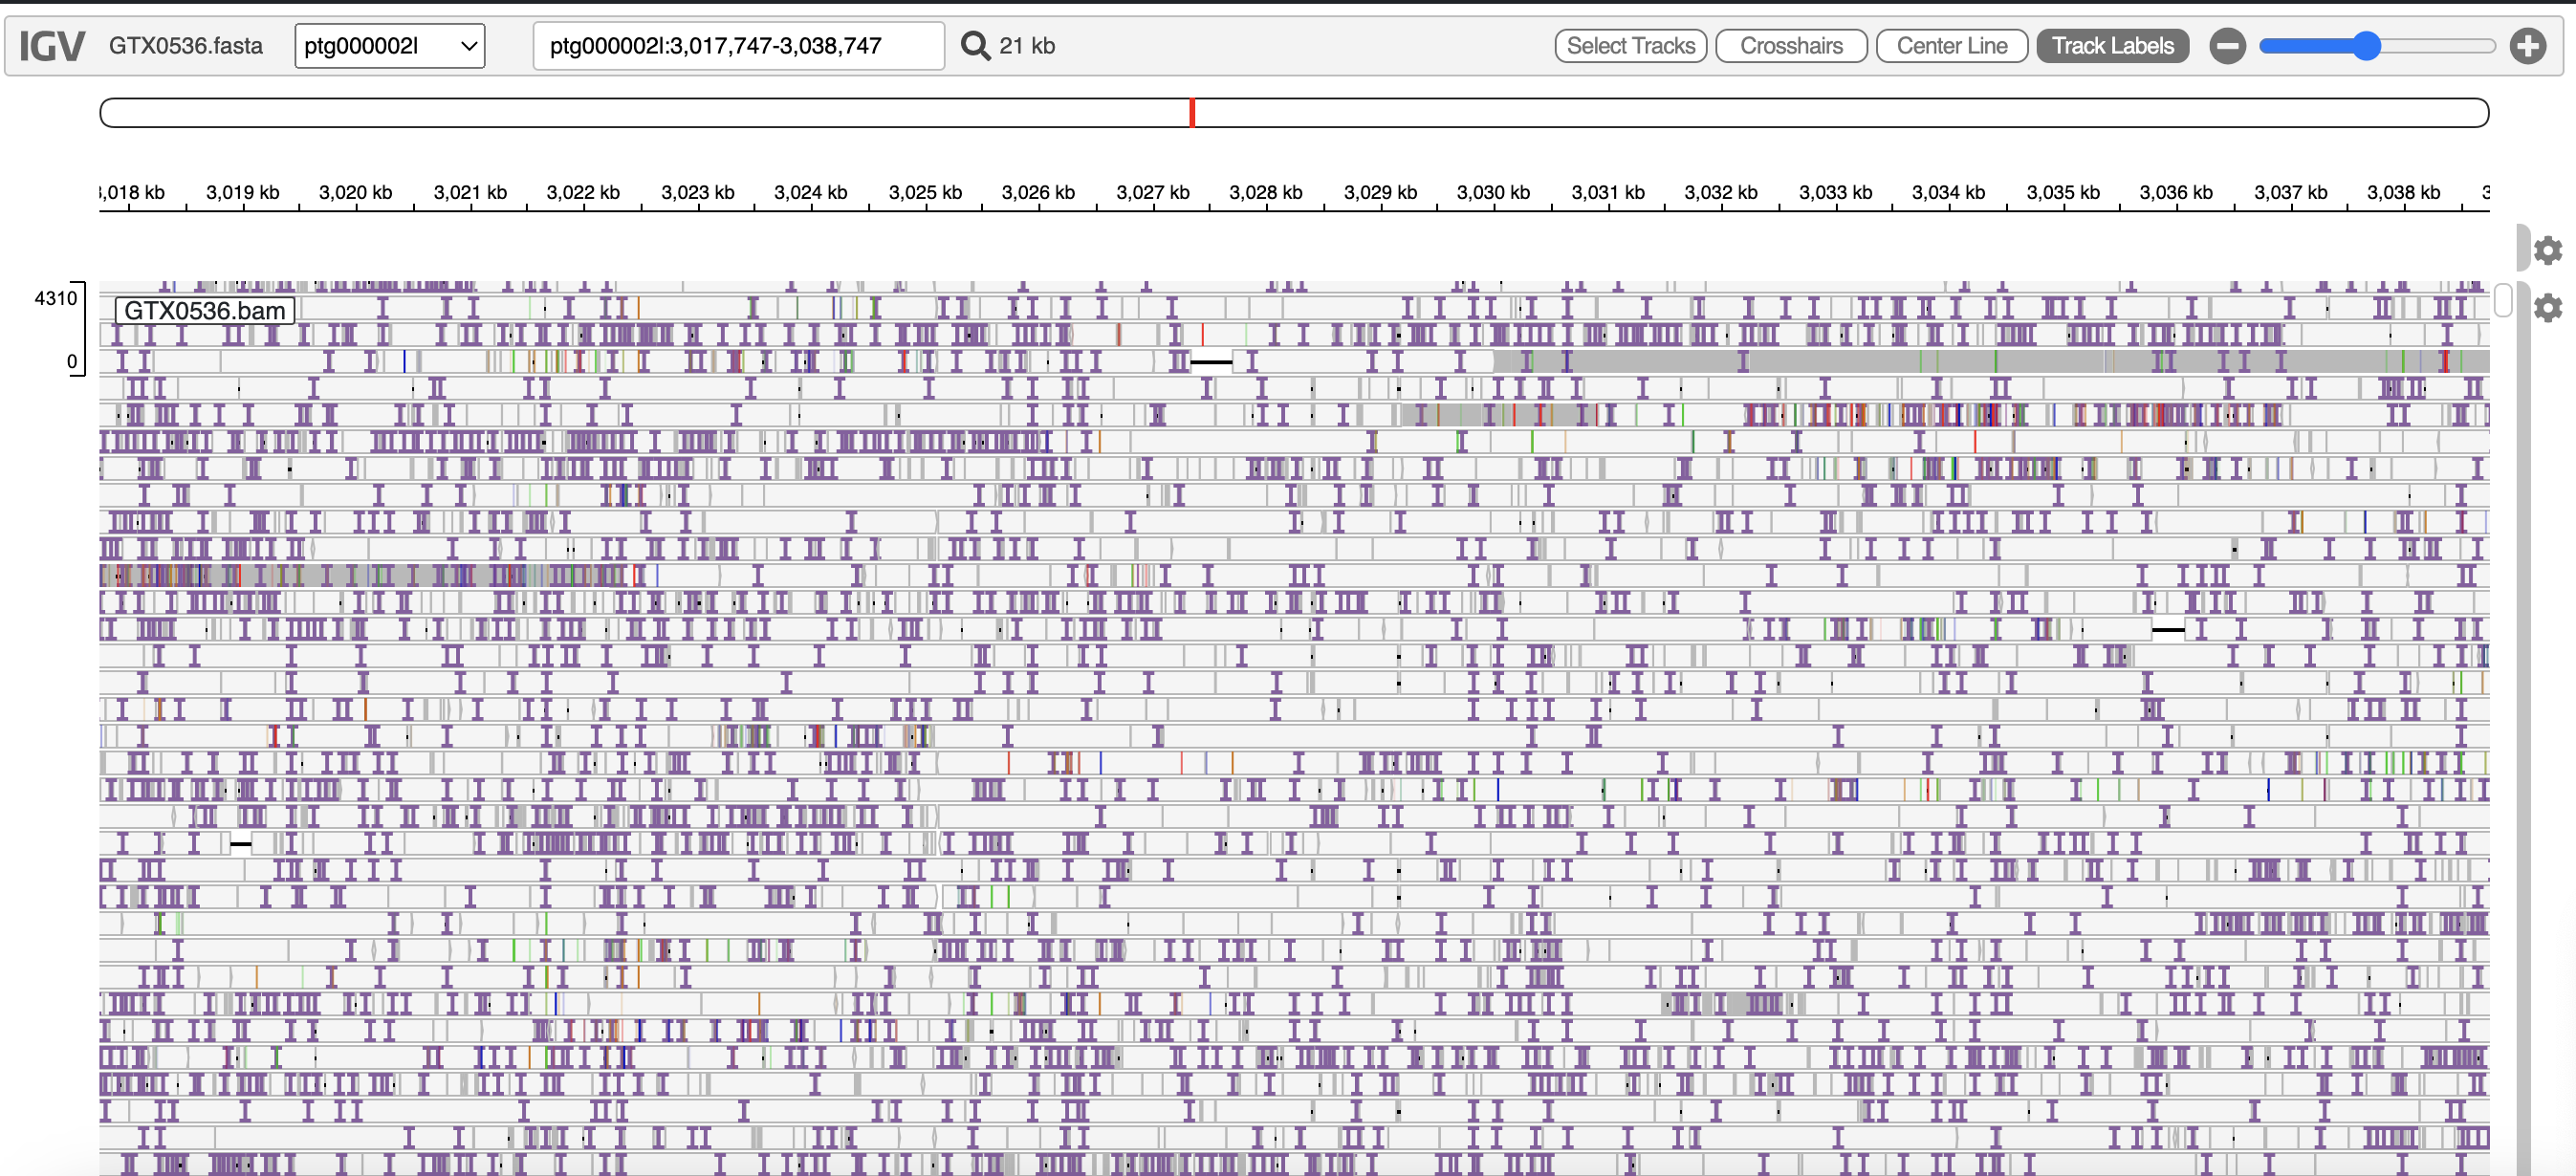 IGV GTX0536.fasta ptg000002l ptg000002l:3,017,747-3,038,747 21 kb Select Tracks Crosshairs Center Line Track Labels
3,018 kb 3,019 kb 3,020 kb 3,021 kb 3,022 kb 3,023 kb 3,024 kb 3,025 kb 3,026 kb 3,027 kb 3,028 kb 3,029 kb 3,030 kb 3,031 kb 3,032 kb 3,033 kb 3,034 kb 3,035 kb 3,036 kb 3,037 kb 3,038 kb 3
4310
GTX0536.bam
0